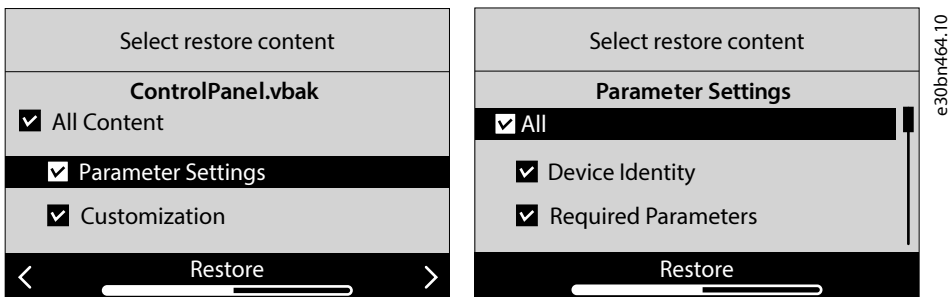 Select restore content
ControlPanel.vbak
All Content
Parameter Settings
Customization
Restore
Select restore content
Parameter Settings
All
Device Identity
Required Parameters
Restore
e30bn464.10